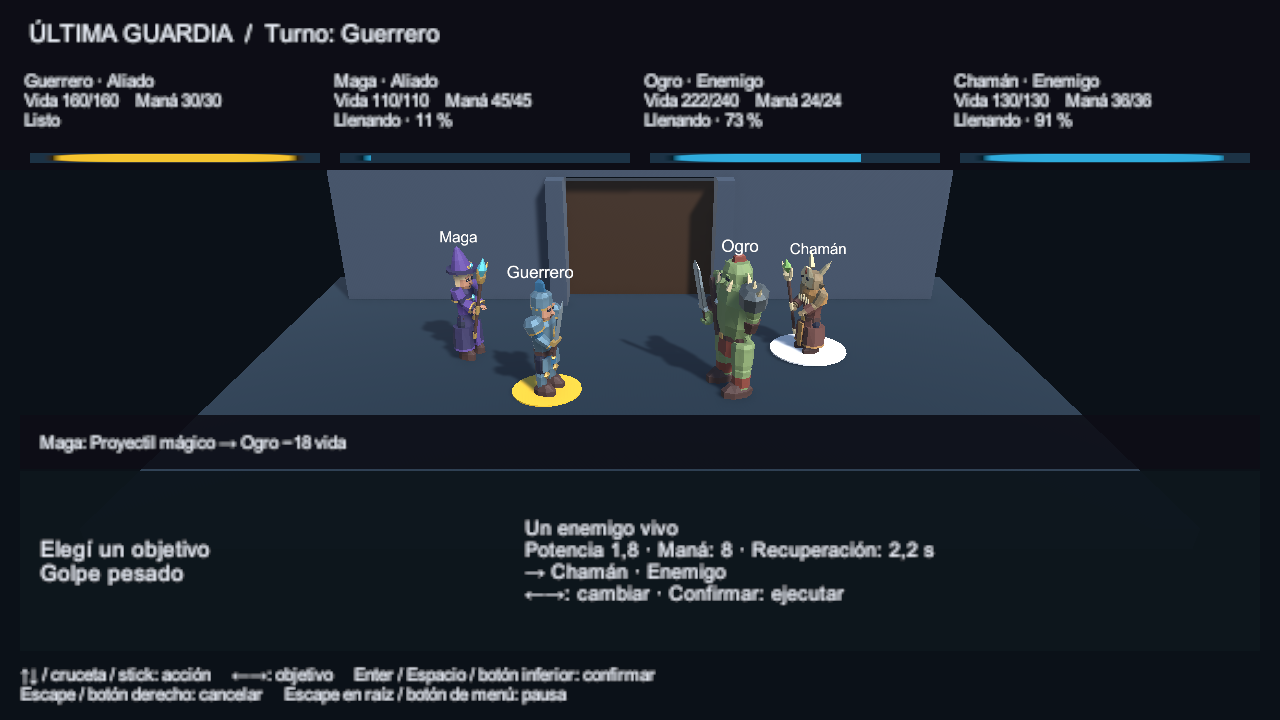 ÚLTIMA GUARDIA / Turno: Guerrero
Guerrero · Aliado
Vida 160/160 Maná 30/30
Listo
Maga · Aliado
Vida 110/110 Maná 45/45
Llenando · 11 %
Ogro · Enemigo
Vida 222/240 Maná 24/24
Llenando · 73 %
Chamán · Enemigo
Vida 130/130 Maná 36/36
Llenando · 91 %
Maga
Guerrero
Ogro
Chamán
Maga: Proyectil mágico → Ogro −18 vida
Elegí un objetivo
Golpe pesado
Un enemigo vivo
Potencia 1,8 · Maná: 8 · Recuperación: 2,2 s
→ Chamán · Enemigo
←→: cambiar · Confirmar: ejecutar
↑↓ / cruceta / stick: acción ←→: objetivo Enter / Espacio / botón inferior: confirmar
Escape / botón derecho: cancelar Escape en raíz / botón de menú: pausa